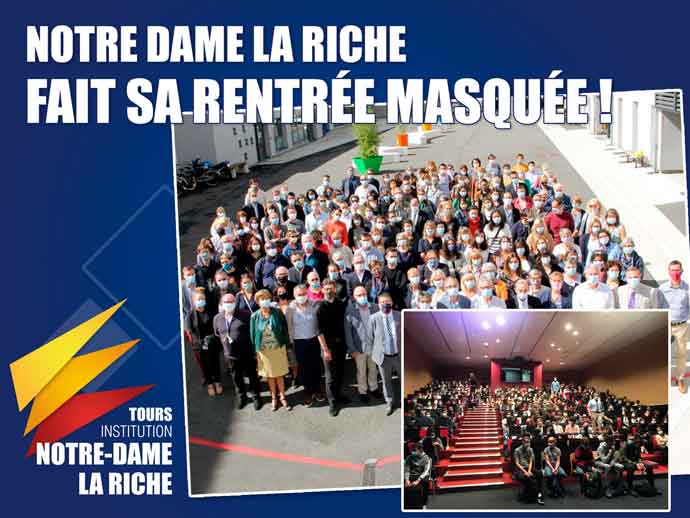 NOTRE DAME LA RICHE
FAIT SA RENTRÉE MASQUÉE !
TOURS
INSTITUTION
NOTRE-DAME
LA RICHE